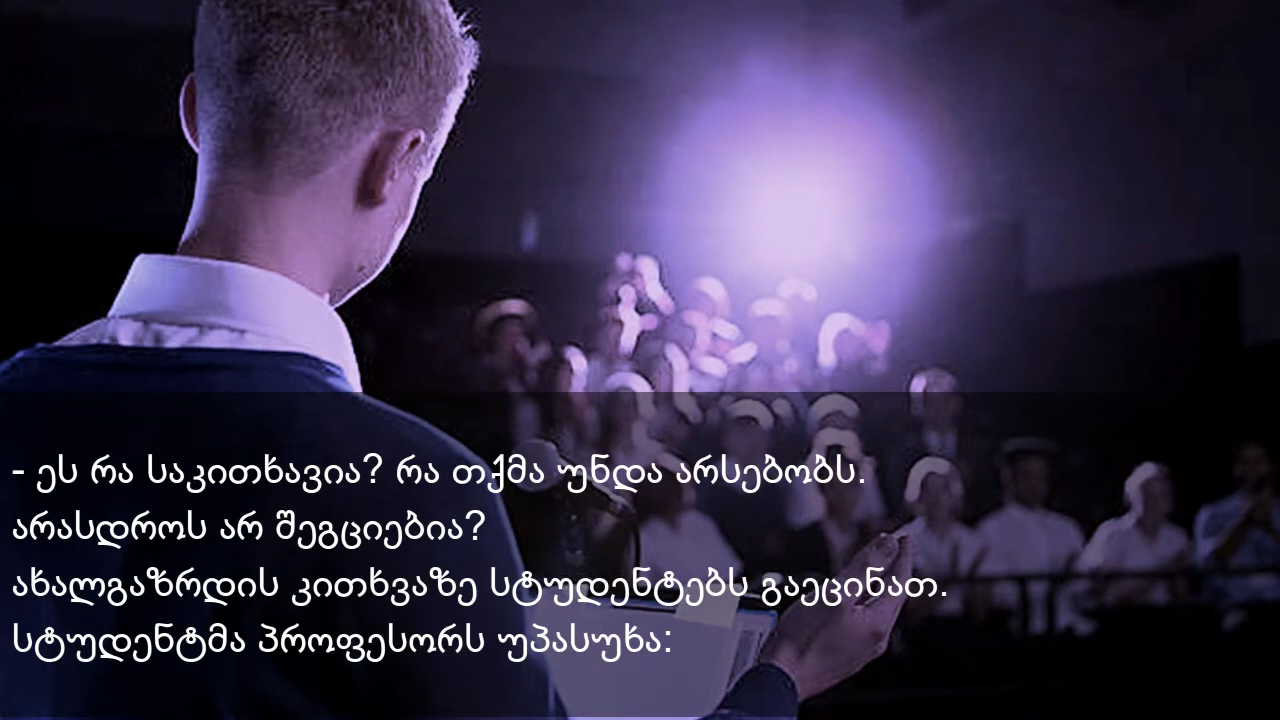 - ეს რა საკითხავია? რა თქმა უნდა არსებობს.
არასდროს არ შეგციებია?
ახალგაზრდის კითხვაზე სტუდენტებს გაეცინათ.
სტუდენტმა პროფესორს უპასუხა: